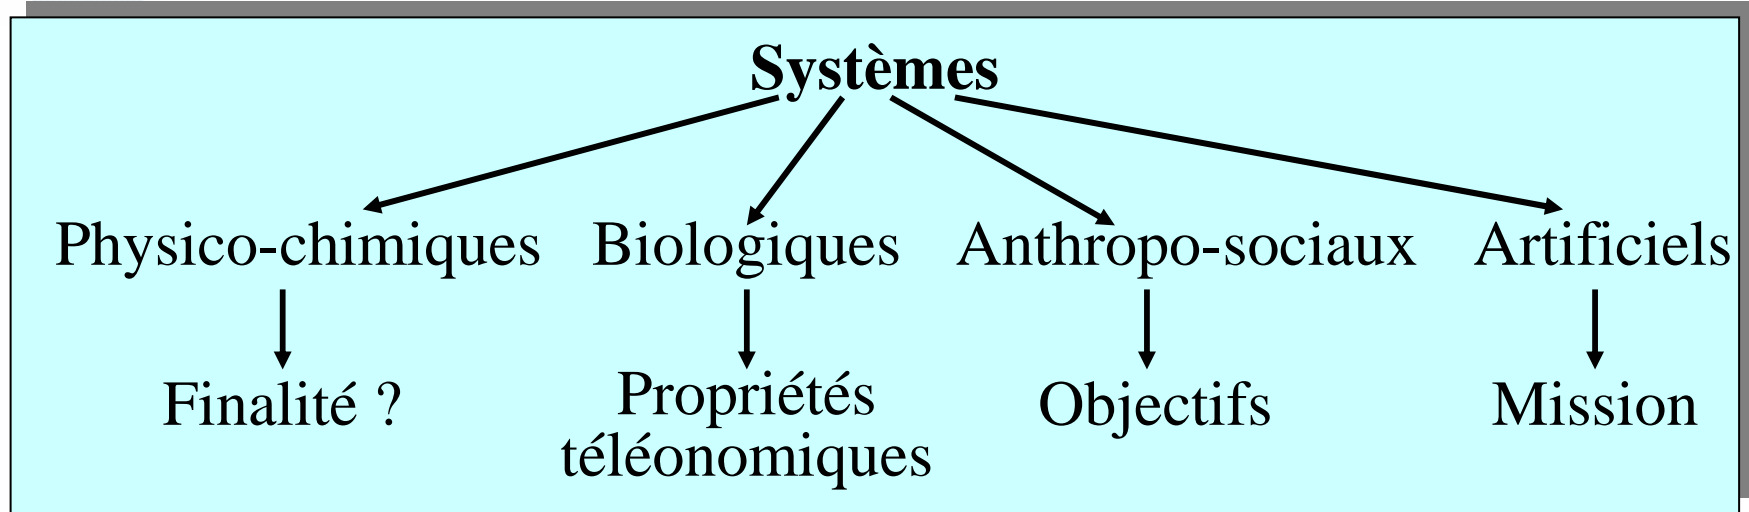 Systèmes
Physico-chimiques Biologiques Anthropo-sociaux Artificiels
Finalité ? Propriétés téléonomiques Objectifs Mission